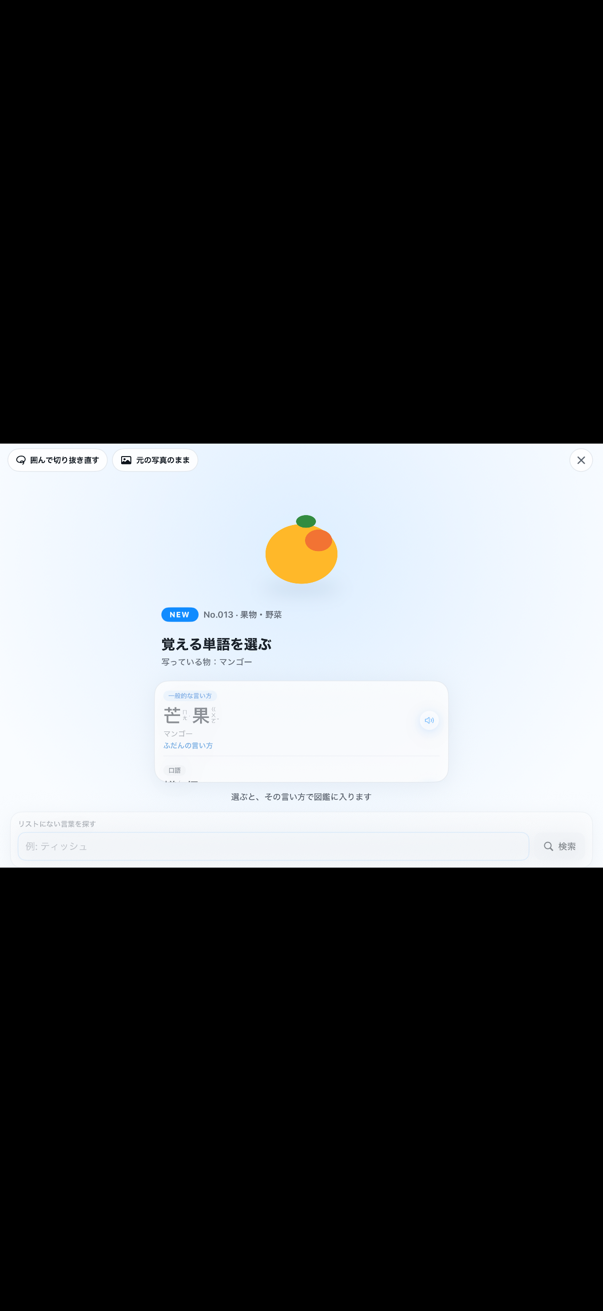 囲んで切り抜き直す
元の写真のまま
NEW No.013 · 果物・野菜
覚える単語を選ぶ
写っている物：マンゴー
一般的な言い方
芒果
マンゴー
ふだんの言い方
口語
選ぶと、その言い方で図鑑に入ります
リストにない言葉を探す
例: ティッシュ
検索